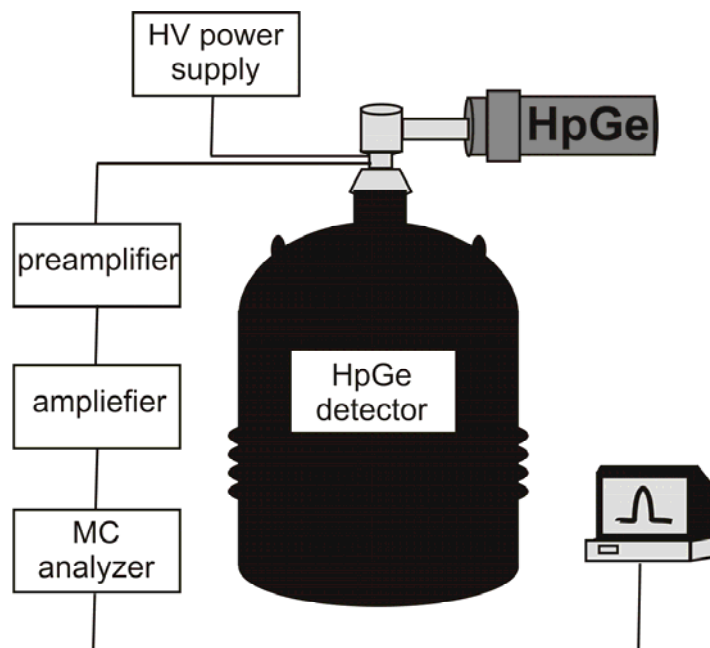 HV power
supply
HpGe
preamplifier
HpGe
detector
ampliefier
MC
analyzer